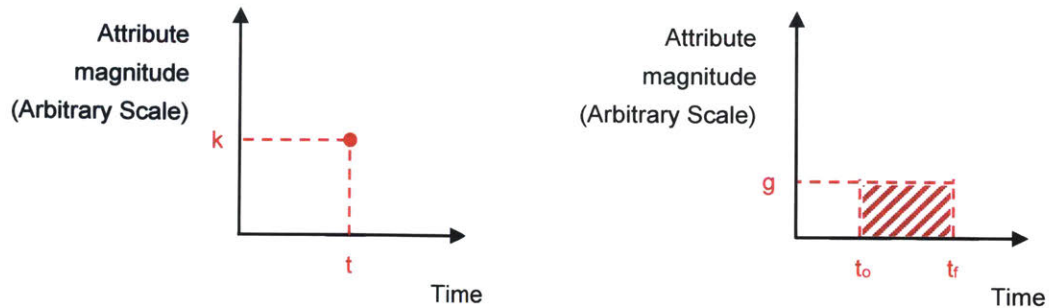 Attribute
magnitude
(Arbitrary Scale)
k
t
Time
Attribute
magnitude
(Arbitrary Scale)
g
to
tf
Time